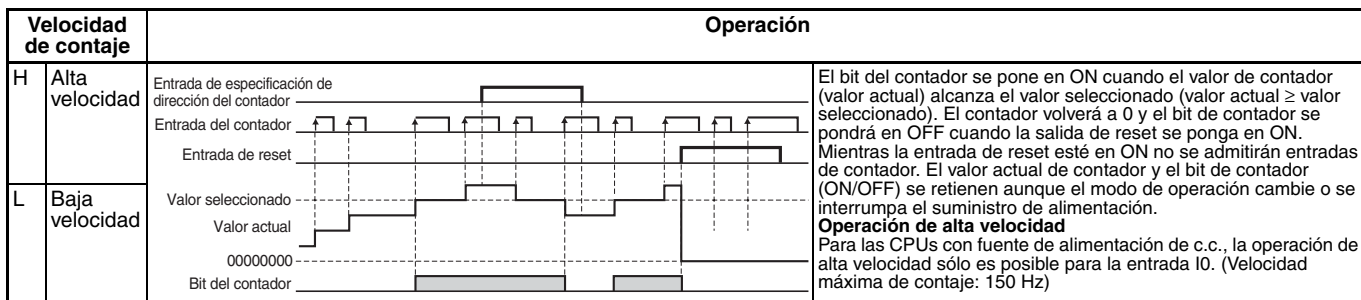 Velocidad
de contaje
Operación
H
Alta
velocidad
L
Baja
velocidad
Entrada de especificación de
dirección del contador
Entrada del contador
Entrada de reset
Valor seleccionado
Valor actual
00000000
Bit del contador
El bit del contador se pone en ON cuando el valor de contador
(valor actual) alcanza el valor seleccionado (valor actual ≥ valor
seleccionado). El contador volverá a 0 y el bit de contador se
pondrá en OFF cuando la salida de reset se ponga en ON.
Mientras la entrada de reset esté en ON no se admitirán entradas
de contador. El valor actual de contador y el bit de contador
(ON/OFF) se retienen aunque el modo de operación cambie o se
interrumpa el suministro de alimentación.
Operación de alta velocidad
Para las CPUs con fuente de alimentación de c.c., la operación de
alta velocidad sólo es posible para la entrada I0. (Velocidad
máxima de contaje: 150 Hz)